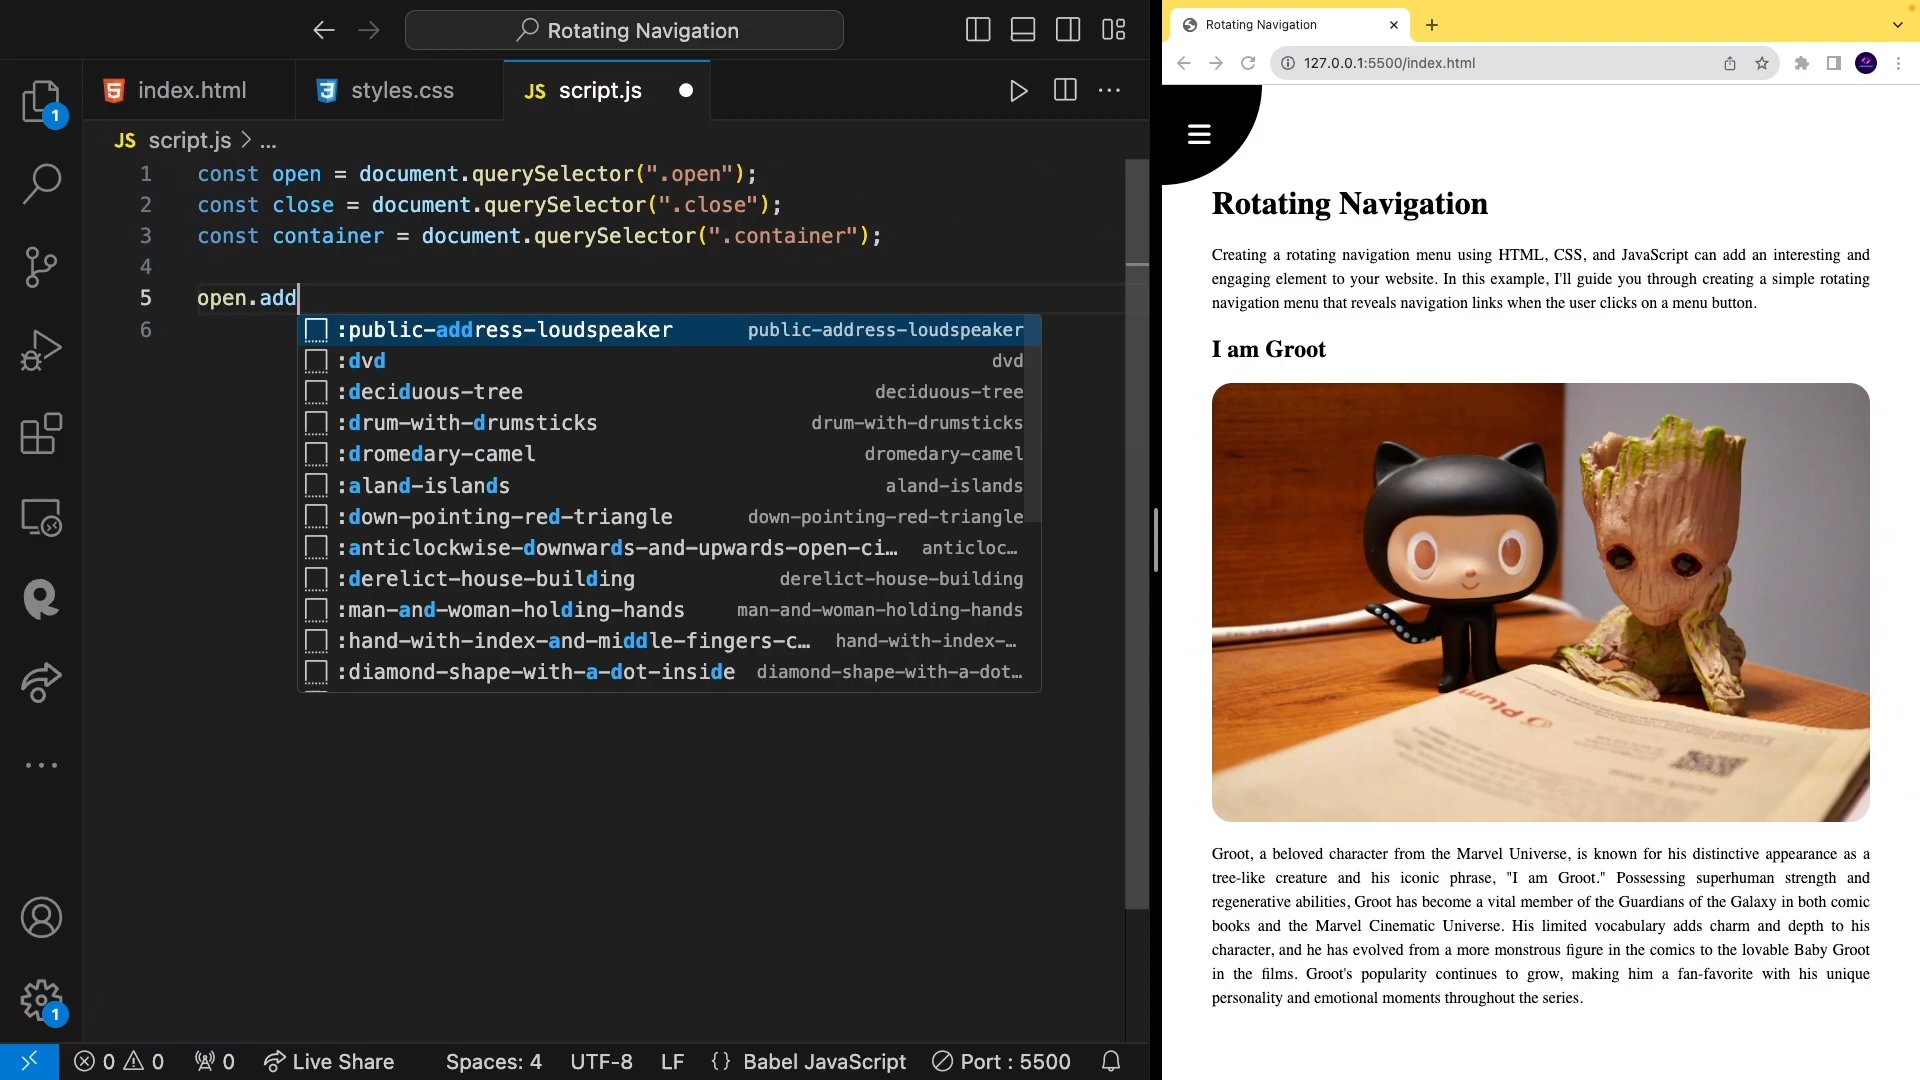 Rotating Navigation
index.html
styles.css
JS script.js
JS script.js > ...
1 const open = document.querySelector(".open");
2 const close = document.querySelector(".close");
3 const container = document.querySelector(".container");
4
5 open.add
6
:public-address-loudspeaker public-address-loudspeaker
:dvd dvd
:deciduous-tree deciduous-tree
:drum-with-drumsticks drum-with-drumsticks
:dromedary-camel dromedary-camel
:aland-islands aland-islands
:down-pointing-red-triangle down-pointing-red-triangle
:anticlockwise-downwards-and-upwards-open-ci… anticloc…
:derelict-house-building derelict-house-building
:man-and-woman-holding-hands man-and-woman-holding-hands
:hand-with-index-and-middle-fingers-c… hand-with-index-…
:diamond-shape-with-a-dot-inside diamond-shape-with-a-dot…
1
1
0 0 0 Live Share Spaces: 4 UTF-8 LF {} Babel JavaScript Port : 5500
Rotating Navigation
127.0.0.1:5500/index.html
Rotating Navigation
Creating a rotating navigation menu using HTML, CSS, and JavaScript can add an interesting and
engaging element to your website. In this example, I'll guide you through creating a simple rotating
navigation menu that reveals navigation links when the user clicks on a menu button.
I am Groot
Plum
Groot, a beloved character from the Marvel Universe, is known for his distinctive appearance as a
tree-like creature and his iconic phrase, "I am Groot." Possessing superhuman strength and
regenerative abilities, Groot has become a vital member of the Guardians of the Galaxy in both comic
books and the Marvel Cinematic Universe. His limited vocabulary adds charm and depth to his
character, and he has evolved from a more monstrous figure in the comics to the lovable Baby Groot
in the films. Groot's popularity continues to grow, making him a fan-favorite with his unique
personality and emotional moments throughout the series.